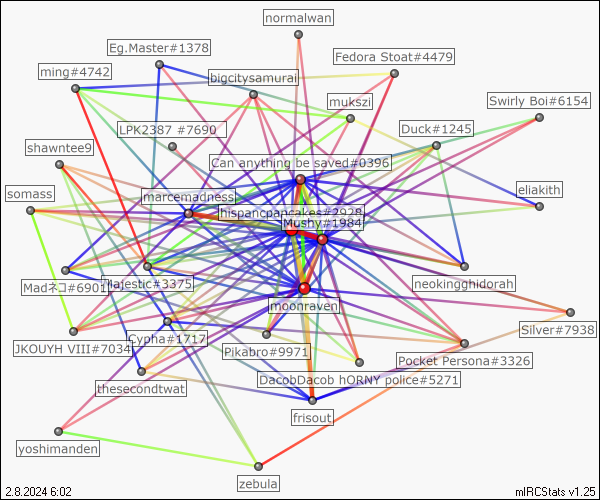 normalwan
Eg.Master#1378
Fedora Stoat#4479
ming#4742
bigcitysamurai
mukszi
Swirly Boi#6154
LPK2387 #7690
Duck#1245
shawntee9
Can anything be saved#0396
somass
marcemadness
eliakith
hispancpancakes#2928
Mushy#1984
Madネコ#6901
Majestic#3375
neokingghidorah
moonraven
Silver#7938
JKOUYH VIII#7034
Cypha#1717
Pikabro#9971
Pocket Persona#3326
thesecondtwat
DacobDacob hORNY police#5271
frisout
yoshimanden
zebula
2.8.2024 6:02
mIRCStats v1.25